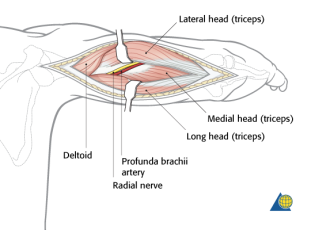 Lateral head (triceps)
Medial head (triceps)
Long head (triceps)
Deltoid
Profunda brachii
artery
Radial nerve